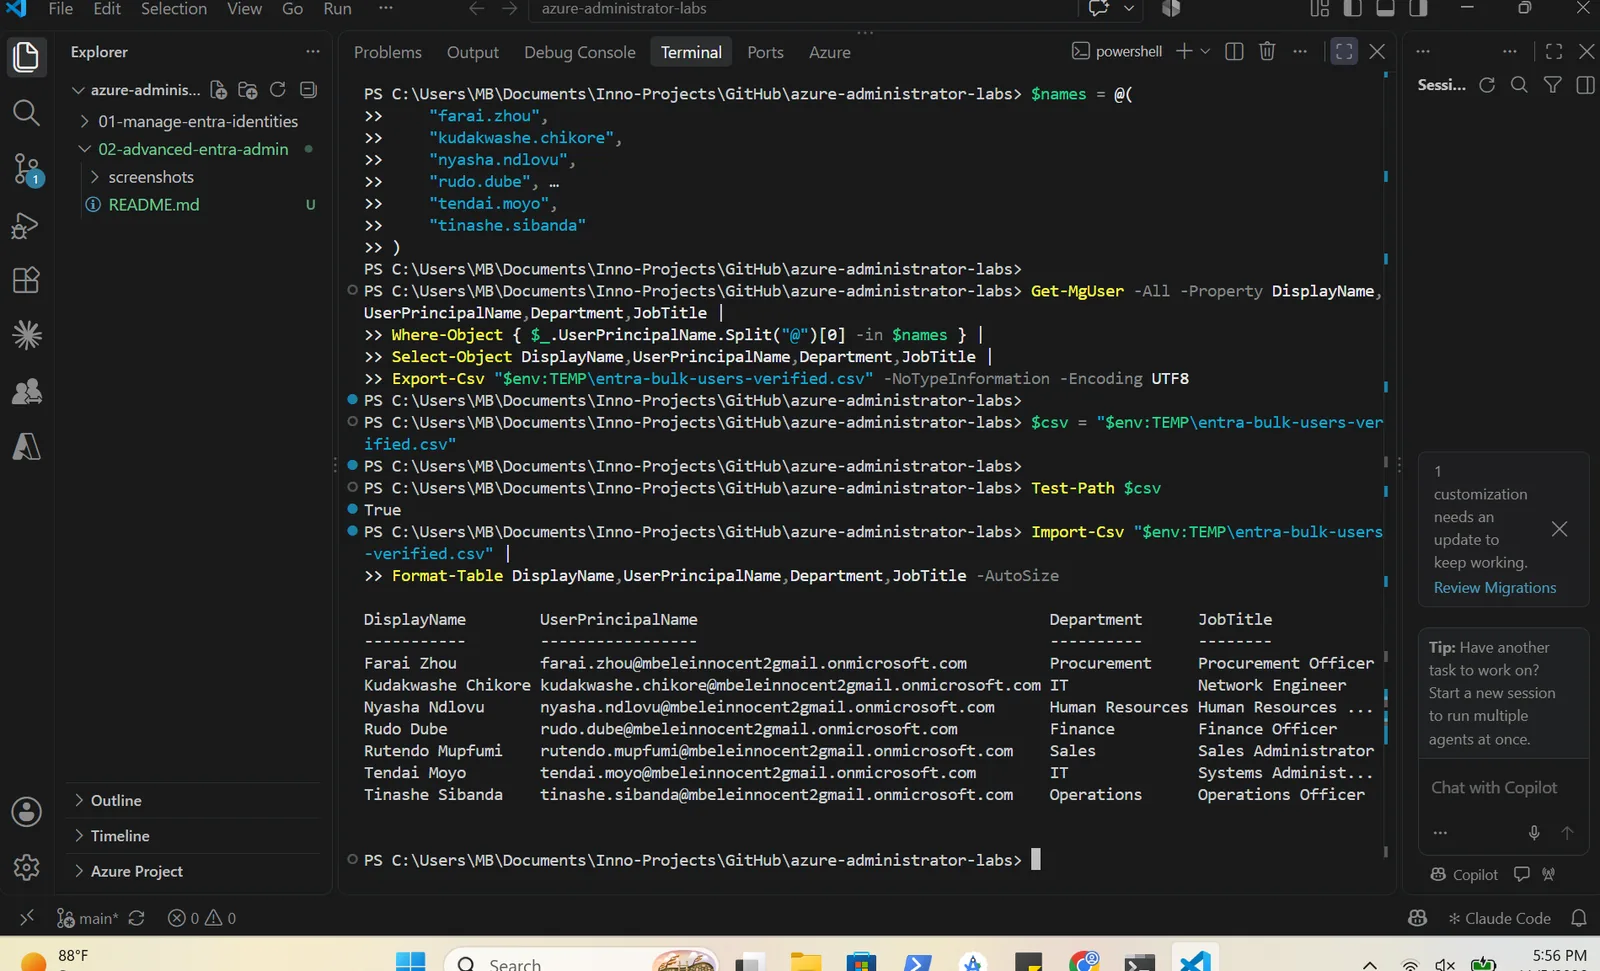 File Edit Selection View Go Run ···
azure-administrator-labs
Explorer ···
azure-adminis...
01-manage-entra-identities
02-advanced-entra-admin
screenshots
README.md U
1
Outline
Timeline
Azure Project
Problems Output Debug Console Terminal Ports Azure
powershell ···
PS C:\Users\MB\Documents\Inno-Projects\GitHub\azure-administrator-labs> $names = @(
>> "farai.zhou",
>> "kudakwashe.chikore",
>> "nyasha.ndlovu",
>> "rudo.dube", …
>> "tendai.moyo",
>> "tinashe.sibanda"
>> )
PS C:\Users\MB\Documents\Inno-Projects\GitHub\azure-administrator-labs>
PS C:\Users\MB\Documents\Inno-Projects\GitHub\azure-administrator-labs> Get-MgUser -All -Property DisplayName,
UserPrincipalName,Department,JobTitle |
>> Where-Object { $_.UserPrincipalName.Split("@")[0] -in $names } |
>> Select-Object DisplayName,UserPrincipalName,Department,JobTitle |
>> Export-Csv "$env:TEMP\entra-bulk-users-verified.csv" -NoTypeInformation -Encoding UTF8
PS C:\Users\MB\Documents\Inno-Projects\GitHub\azure-administrator-labs>
PS C:\Users\MB\Documents\Inno-Projects\GitHub\azure-administrator-labs> $csv = "$env:TEMP\entra-bulk-users-ver
ified.csv"
PS C:\Users\MB\Documents\Inno-Projects\GitHub\azure-administrator-labs>
PS C:\Users\MB\Documents\Inno-Projects\GitHub\azure-administrator-labs> Test-Path $csv
True
PS C:\Users\MB\Documents\Inno-Projects\GitHub\azure-administrator-labs> Import-Csv "$env:TEMP\entra-bulk-users
-verified.csv" |
>> Format-Table DisplayName,UserPrincipalName,Department,JobTitle -AutoSize
DisplayName UserPrincipalName Department JobTitle
----------- ----------------- ---------- --------
Farai Zhou farai.zhou@mbeleinnocent2gmail.onmicrosoft.com Procurement Procurement Officer
Kudakwashe Chikore kudakwashe.chikore@mbeleinnocent2gmail.onmicrosoft.com IT Network Engineer
Nyasha Ndlovu nyasha.ndlovu@mbeleinnocent2gmail.onmicrosoft.com Human Resources Human Resources ...
Rudo Dube rudo.dube@mbeleinnocent2gmail.onmicrosoft.com Finance Finance Officer
Rutendo Mupfumi rutendo.mupfumi@mbeleinnocent2gmail.onmicrosoft.com Sales Sales Administrator
Tendai Moyo tendai.moyo@mbeleinnocent2gmail.onmicrosoft.com IT Systems Administ...
Tinashe Sibanda tinashe.sibanda@mbeleinnocent2gmail.onmicrosoft.com Operations Operations Officer
PS C:\Users\MB\Documents\Inno-Projects\GitHub\azure-administrator-labs>
Sessi...
1
customization
needs an
update to
keep working.
Review Migrations
Tip: Have another
task to work on?
Start a new session
to run multiple
agents at once.
Chat with Copilot
···
Copilot
main* 0 0
Claude Code
88°F
Search
5:56 PM